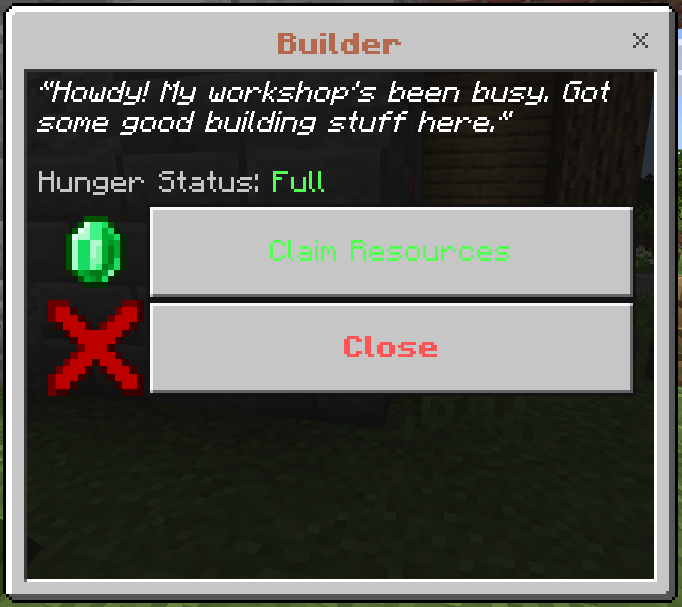 Builder
"Howdy! My workshop's been busy. Got
some good building stuff here."
Hunger Status: Full
Claim Resources
Close